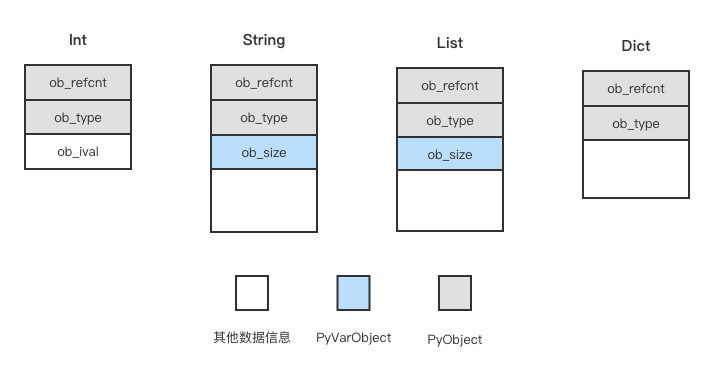 Int
String
List
Dict
ob_refcnt
ob_type
ob_ival
ob_refcnt
ob_type
ob_size
ob_refcnt
ob_type
ob_size
ob_refcnt
ob_type
其他数据信息
PyVarObject
PyObject